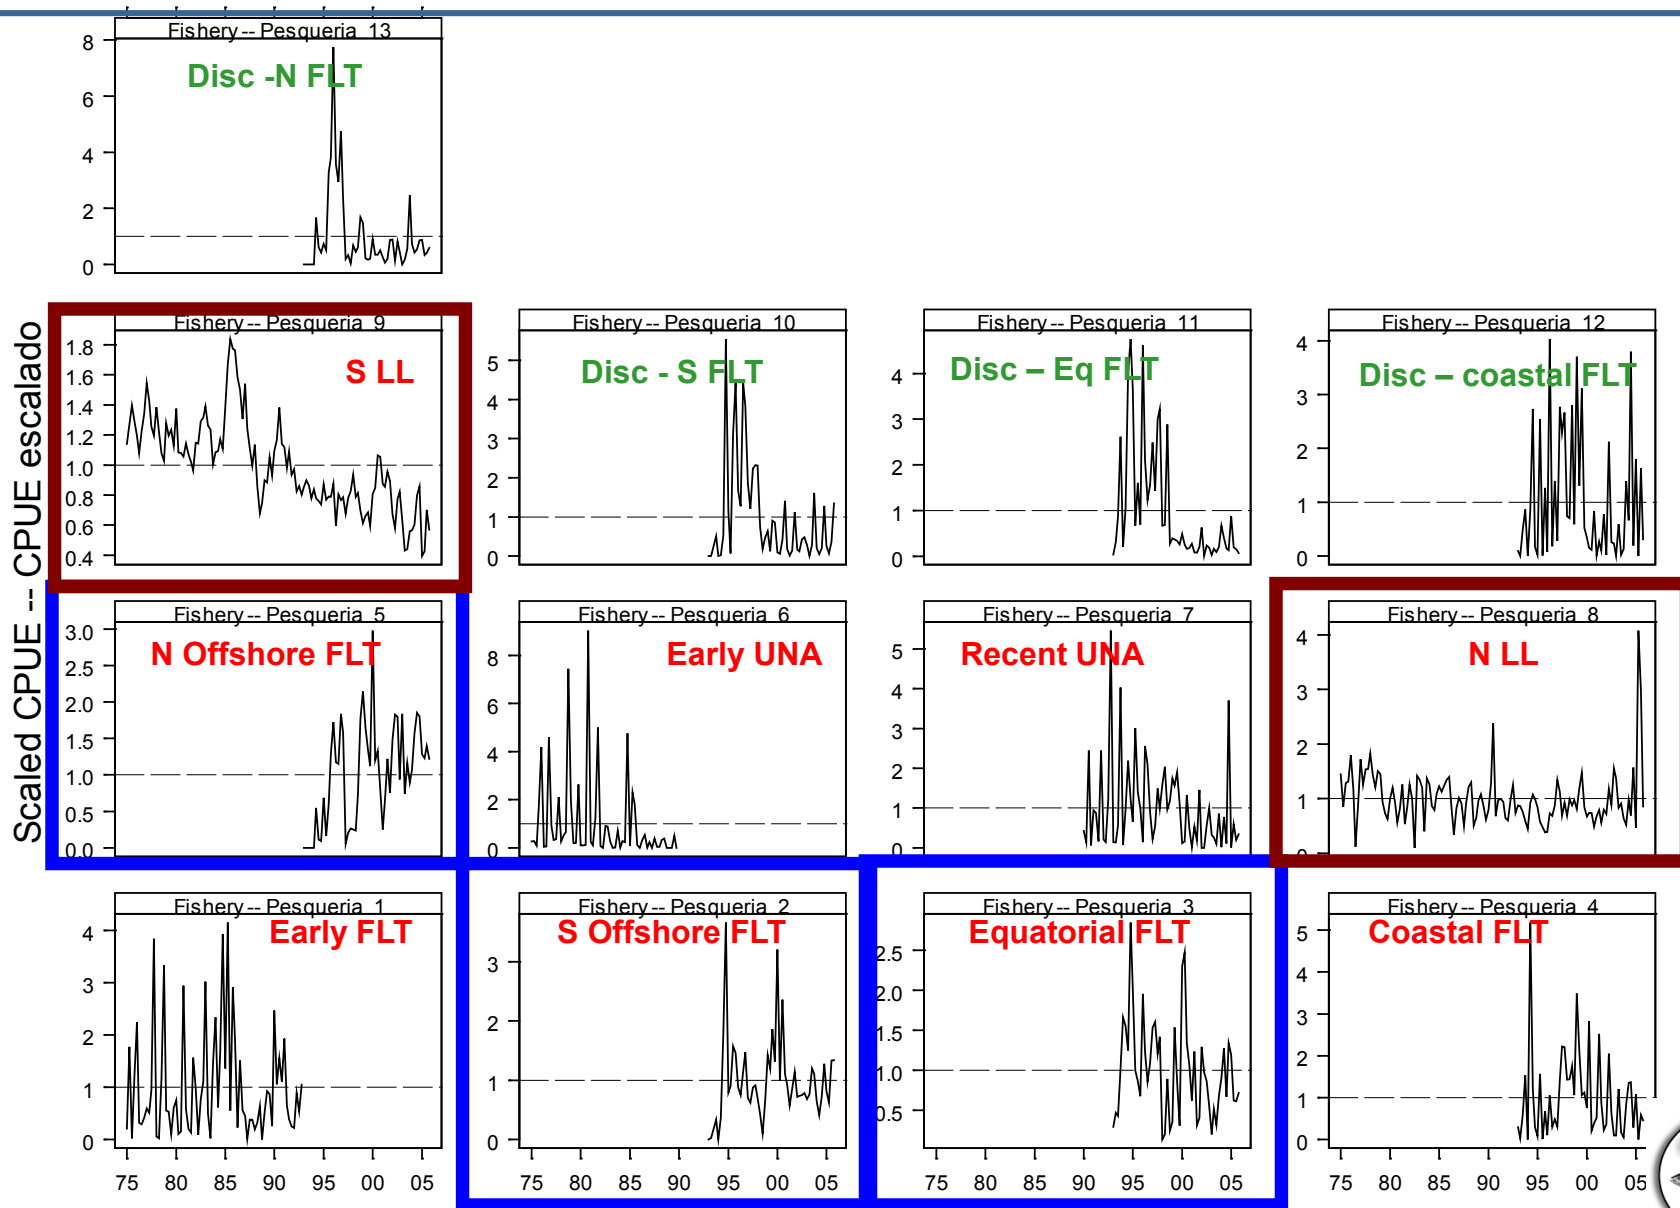 Fishery -- Pesqueria 13
Disc -N FLT
8
6
4
2
0
Scaled CPUE -- CPUE escalado
Fishery -- Pesqueria 9
S LL
1.8
1.6
1.4
1.2
1.0
0.8
0.6
0.4
Fishery -- Pesqueria 10
Disc - S FLT
5
4
3
2
1
0
Fishery -- Pesqueria 11
Disc – Eq FLT
4
3
2
1
0
Fishery -- Pesqueria 12
Disc – coastal FLT
4
3
2
1
0
Fishery -- Pesqueria 5
N Offshore FLT
3.0
2.5
2.0
1.5
1.0
0.5
0.0
Fishery -- Pesqueria 6
Early UNA
8
6
4
2
0
Fishery -- Pesqueria 7
Recent UNA
5
4
3
2
1
0
Fishery -- Pesqueria 8
N LL
4
3
2
1
0
Fishery -- Pesqueria 1
Early FLT
4
3
2
1
0
75 80 85 90 95 00 05
Fishery -- Pesqueria 2
S Offshore FLT
3
2
1
0
75 80 85 90 95 00 05
Fishery -- Pesqueria 3
Equatorial FLT
2.5
2.0
1.5
1.0
0.5
75 80 85 90 95 00 05
Fishery -- Pesqueria 4
Coastal FLT
5
4
3
2
1
0
75 80 85 90 95 00 05